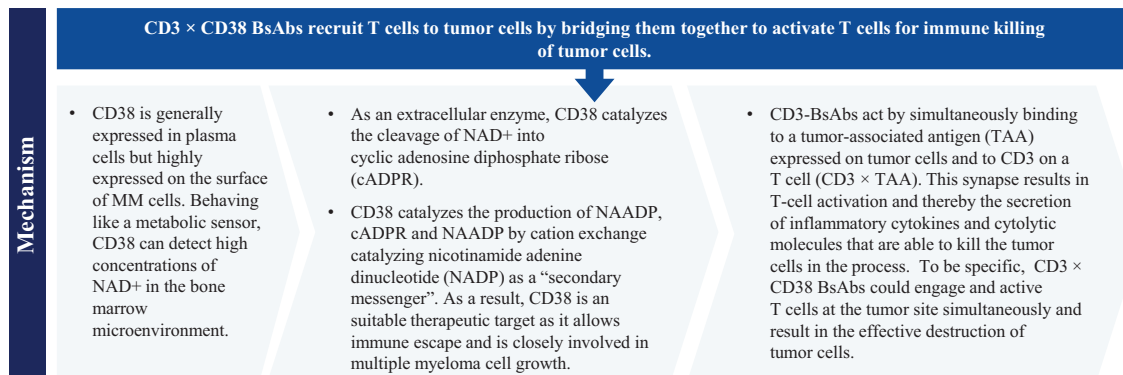 CD3 × CD38 BsAbs recruit T cells to tumor cells by bridging them together to activate T cells for immune killing
of tumor cells.
Mechanism
• CD38 is generally
expressed in plasma
cells but highly
expressed on the surface
of MM cells. Behaving
like a metabolic sensor,
CD38 can detect high
concentrations of
NAD+ in the bone
marrow
microenvironment.
• As an extracellular enzyme, CD38 catalyzes
the cleavage of NAD+ into
cyclic adenosine diphosphate ribose
(cADPR).
• CD38 catalyzes the production of NAADP,
cADPR and NAADP by cation exchange
catalyzing nicotinamide adenine
dinucleotide (NADP) as a “secondary
messenger”. As a result, CD38 is an
suitable therapeutic target as it allows
immune escape and is closely involved in
multiple myeloma cell growth.
• CD3-BsAbs act by simultaneously binding
to a tumor-associated antigen (TAA)
expressed on tumor cells and to CD3 on a
T cell (CD3 × TAA). This synapse results in
T-cell activation and thereby the secretion
of inflammatory cytokines and cytolytic
molecules that are able to kill the tumor
cells in the process. To be specific, CD3 ×
CD38 BsAbs could engage and active
T cells at the tumor site simultaneously and
result in the effective destruction of
tumor cells.